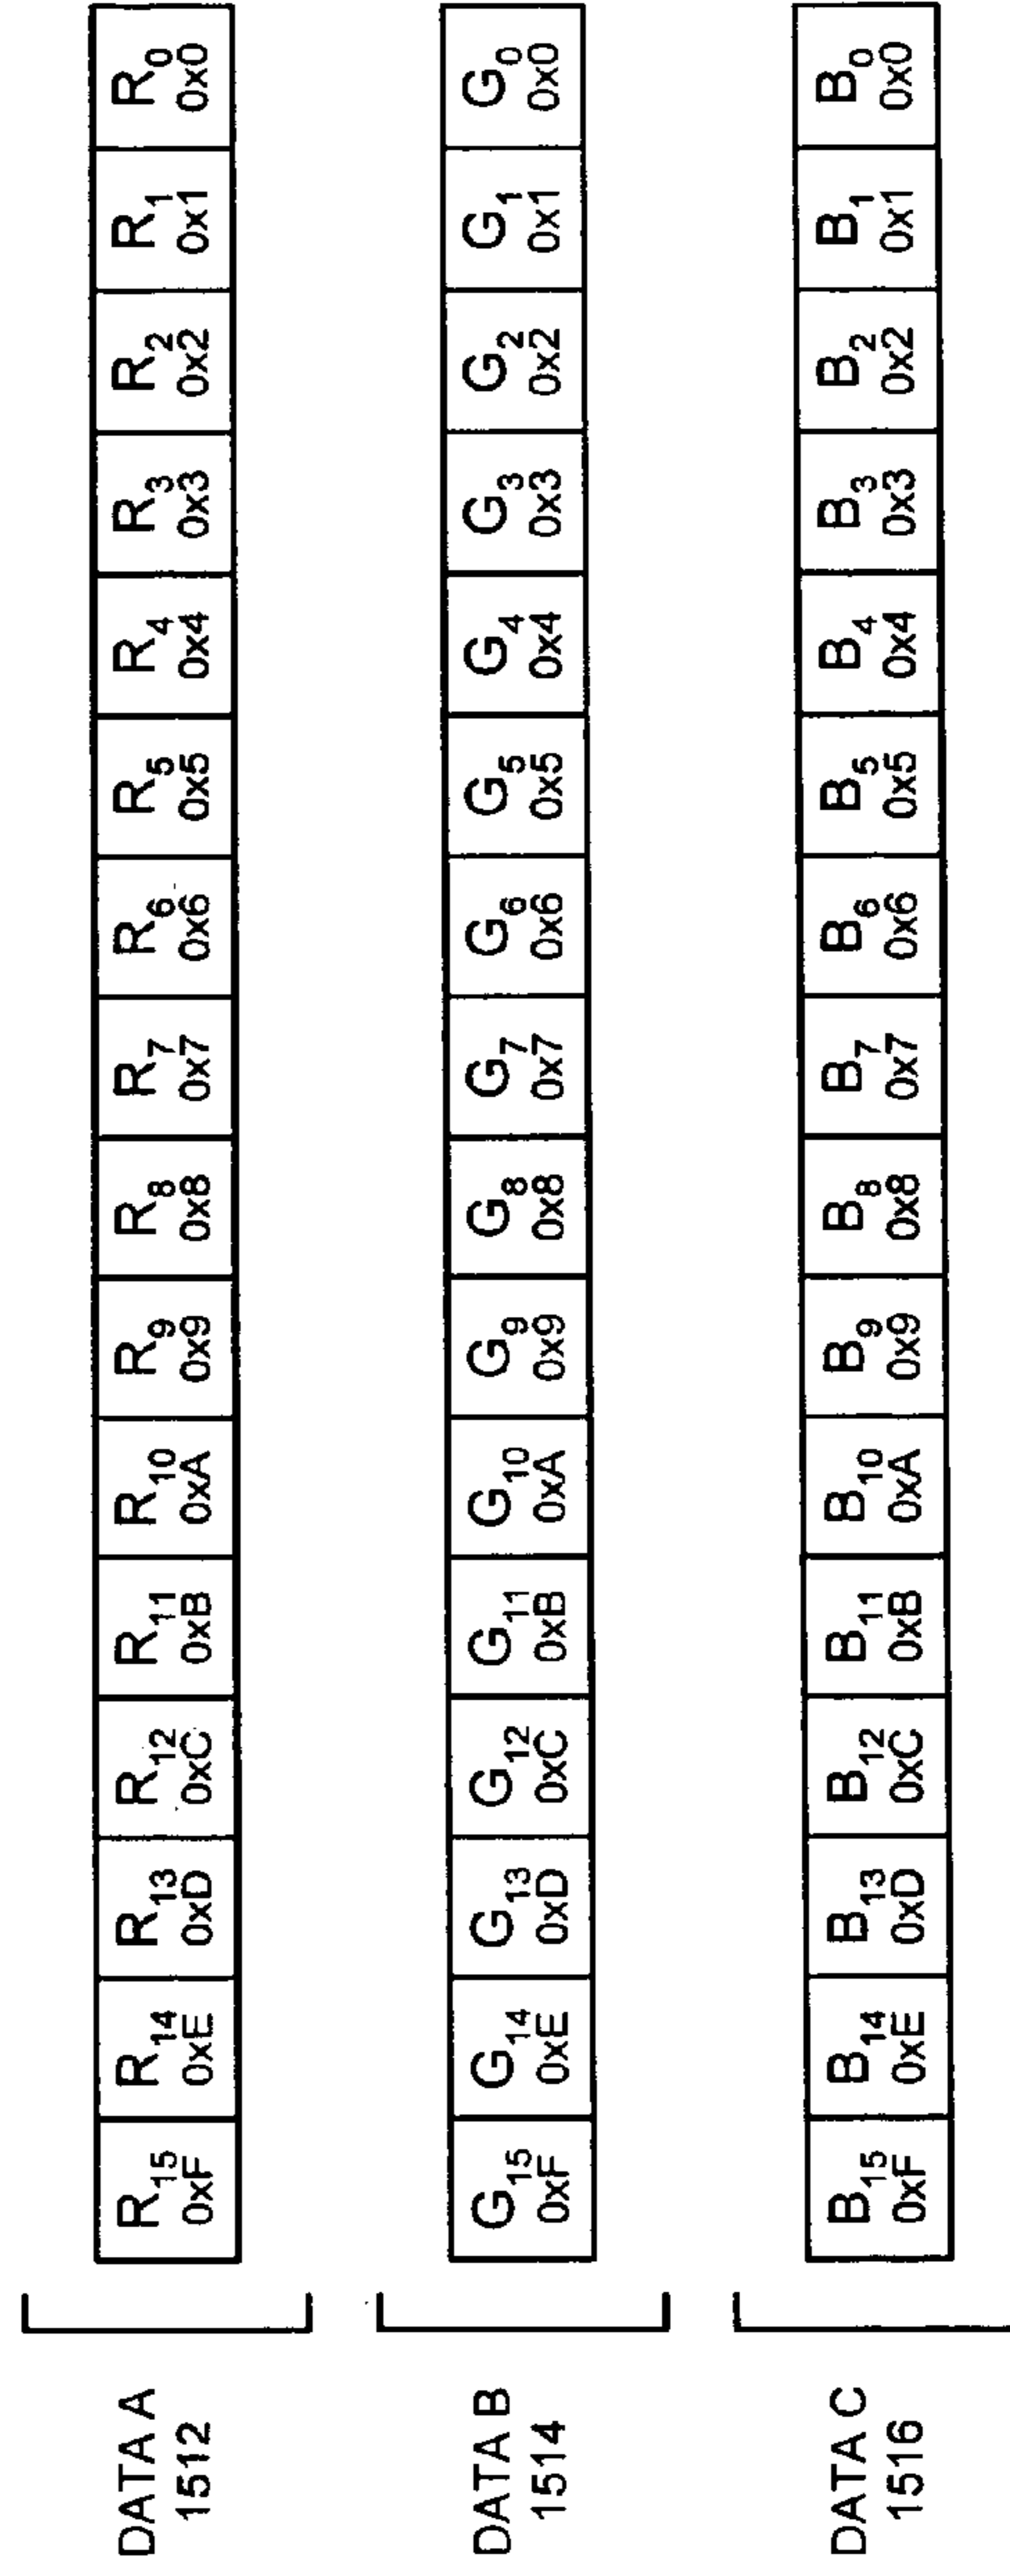 DATA A
1512
R15 R14 R13 R12 R11 R10 R9 R8 R7 R6 R5 R4 R3 R2 R1 R0
0xF 0xE 0xD 0xC 0xB 0xA 0x9 0x8 0x7 0x6 0x5 0x4 0x3 0x2 0x1 0x0
DATA B
1514
G15 G14 G13 G12 G11 G10 G9 G8 G7 G6 G5 G4 G3 G2 G1 G0
0xF 0xE 0xD 0xC 0xB 0xA 0x9 0x8 0x7 0x6 0x5 0x4 0x3 0x2 0x1 0x0
DATA C
1516
B15 B14 B13 B12 B11 B10 B9 B8 B7 B6 B5 B4 B3 B2 B1 B0
0xF 0xE 0xD 0xC 0xB 0xA 0x9 0x8 0x7 0x6 0x5 0x4 0x3 0x2 0x1 0x0